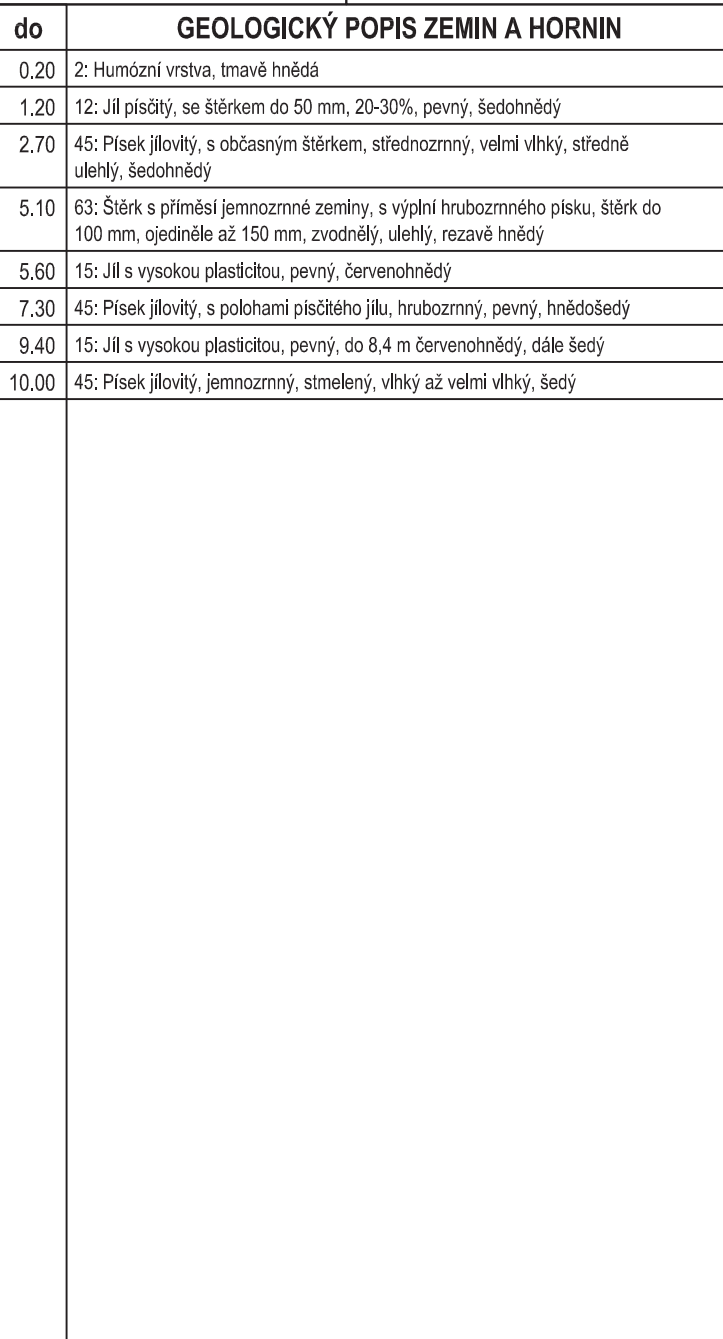 do GEOLOGICKÝ POPIS ZEMIN A HORNIN
0.20 2: Humózní vrstva, tmavě hnědá
1.20 12: Jíl písčitý, se štěrkem do 50 mm, 20-30%, pevný, šedohnědý
2.70 45: Písek jílovitý, s občasným štěrkem, střednozrnný, velmi vlhký, středně
ulehlý, šedohnědý
5.10 63: Štěrk s příměsí jemnozrnné zeminy, s výplní hrubozrnného písku, štěrk do
100 mm, ojediněle až 150 mm, zvodnělý, ulehlý, rezavě hnědý
5.60 15: Jíl s vysokou plasticitou, pevný, červenohnědý
7.30 45: Písek jílovitý, s polohami písčitého jílu, hrubozrnný, pevný, hnědošedý
9.40 15: Jíl s vysokou plasticitou, pevný, do 8,4 m červenohnědý, dále šedý
10.00 45: Písek jílovitý, jemnozrnný, stmelený, vlhký až velmi vlhký, šedý